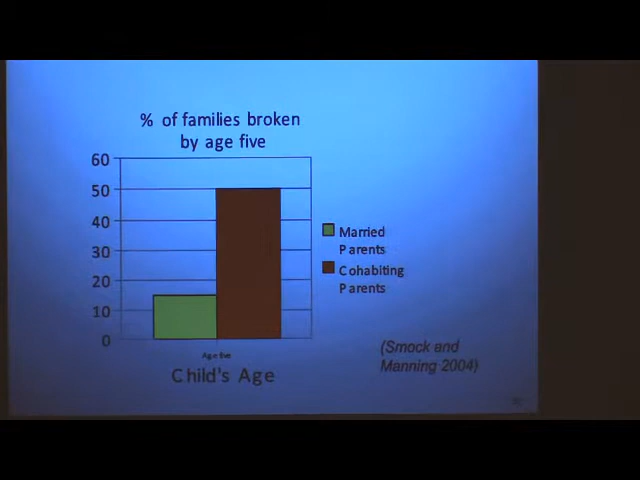 % of families broken
by age five
60
50
40
30
20
10
0
Married
Parents
Cohabiting
Parents
Age five
Child's Age
(Smock and
Manning 2004)